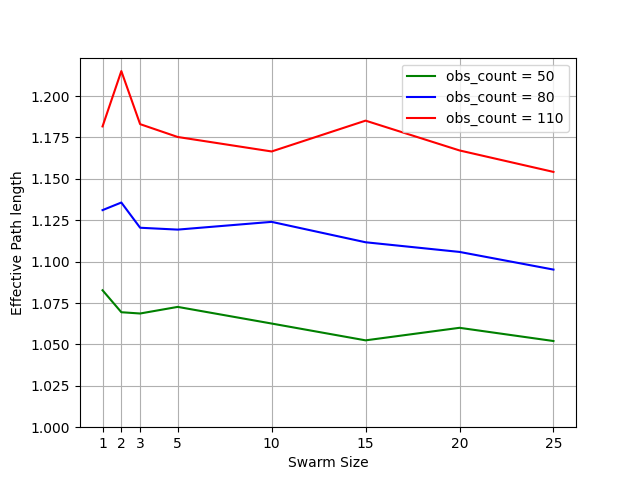 obs_count = 50
obs_count = 80
obs_count = 110
Effective Path length
1.200
1.175
1.150
1.125
1.100
1.075
1.050
1.025
1.000
1 2 3 5 10 15 20 25
Swarm Size